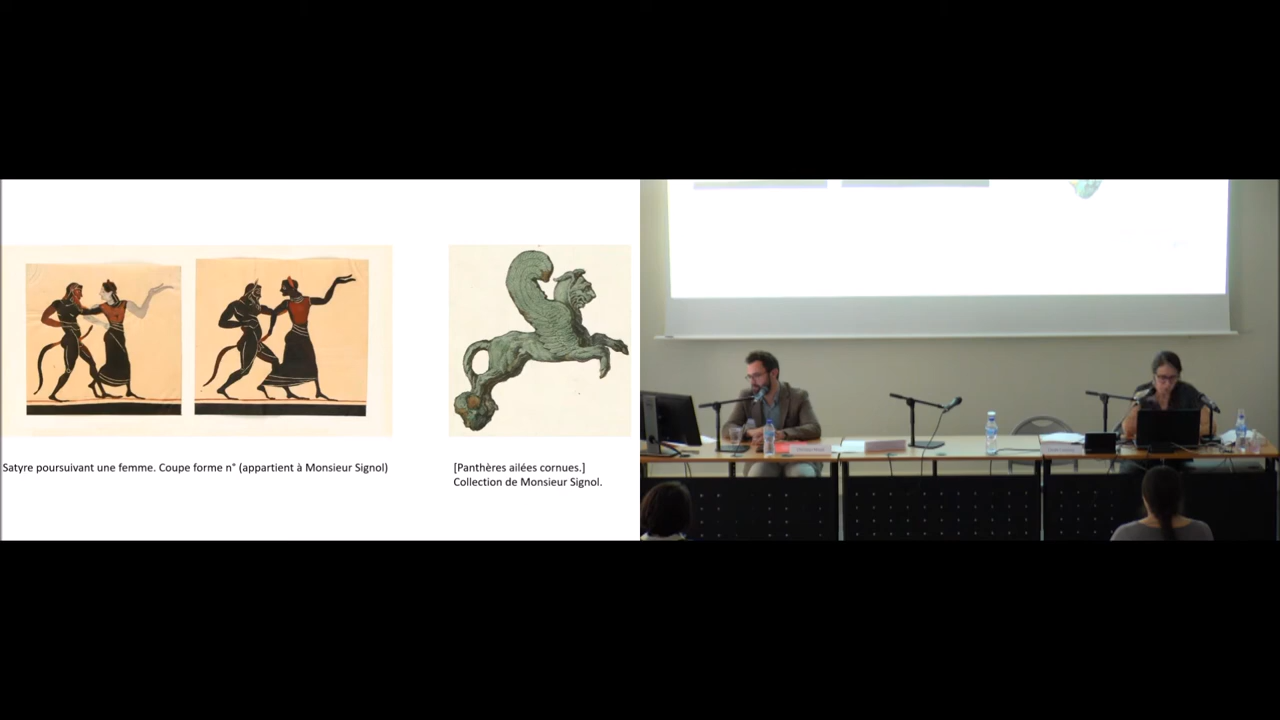 Satyre poursuivant une femme. Coupe forme n° (appartient à Monsieur Signol)
[Panthères ailées cornues.]
Collection de Monsieur Signol.